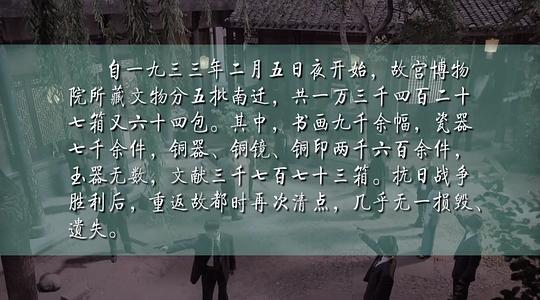 自一九三三年二月五日夜开始，故宫博物
院所藏文物分五批南迁，共一万三千四百二十
七箱又六十四包。其中，书画九千余幅，瓷器
七千余件，铜器、铜镜、铜印两千六百余件，
玉器无数，文献三千七百七十三箱。抗日战争
胜利后，重返故都时再次清点，几乎无一损毁、
遗失。